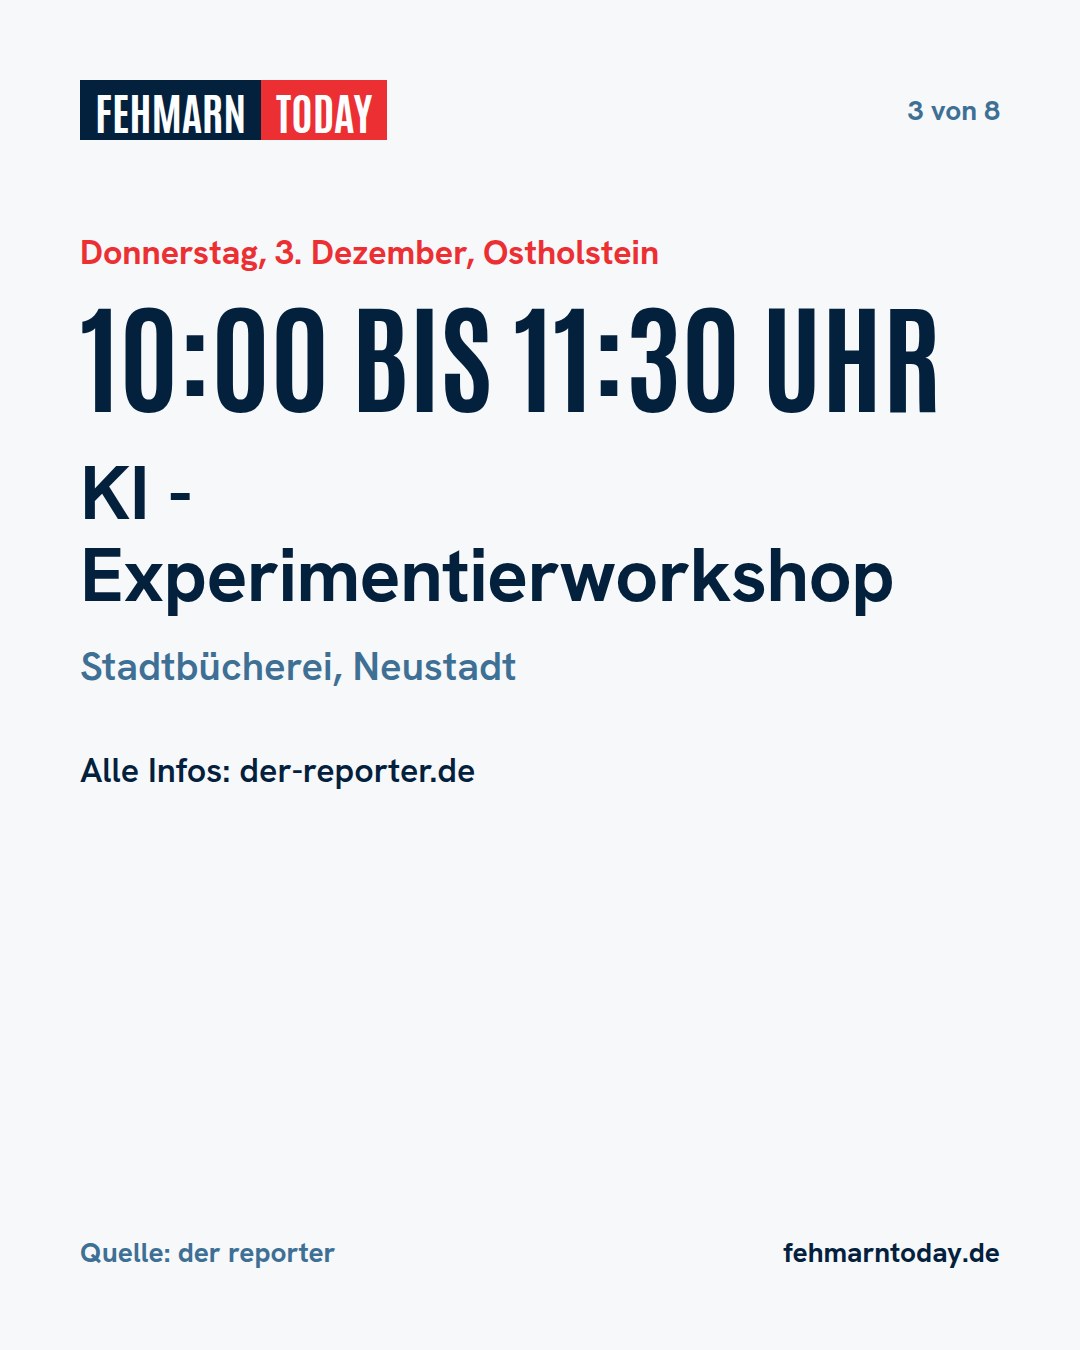 FEHMARN TODAY
3 von 8
Donnerstag, 3. Dezember, Ostholstein
10:00 BIS 11:30 UHR
KI -
Experimentierworkshop
Stadtbücherei, Neustadt
Alle Infos: der-reporter.de
Quelle: der reporter
fehmarntoday.de